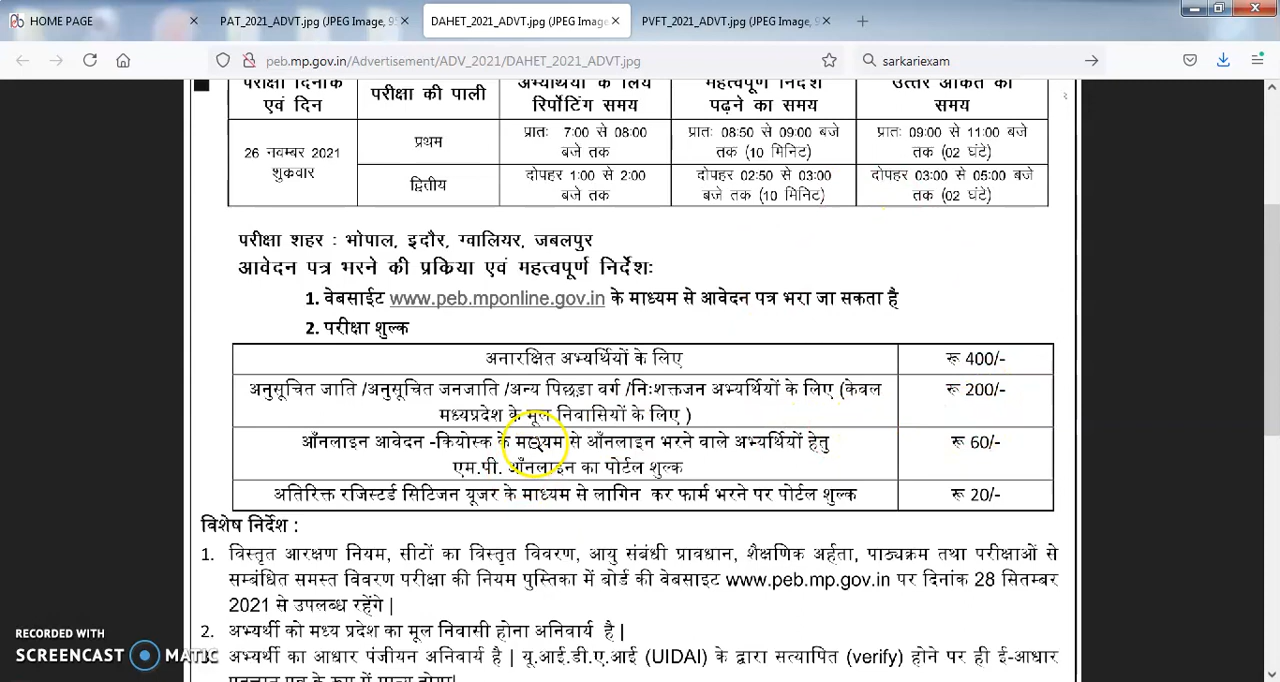 HOME PAGE
PAT_2021_ADVT.jpg (JPEG Image, 9
DAHET_2021_ADVT.jpg (JPEG Image
PVFT_2021_ADVT.jpg (JPEG Image, 9
peb.mp.gov.in/Advertisement/ADV_2021/DAHET_2021_ADVT.jpg
sarkariexam
परीक्षा दिनांक एवं दिन
परीक्षा की पाली
अभ्यर्थियों के लिए रिपोर्टिंग समय
महत्वपूर्ण निर्देश पढ़ने का समय
उत्तर अंकित का समय
26 नवम्बर 2021
शुक्रवार
प्रथम
प्रातः 7:00 से 08:00
बजे तक
प्रातः 08:50 से 09:00 बजे
तक (10 मिनिट)
प्रातः 09:00 से 11:00 बजे
तक (02 घंटे)
द्वितीय
दोपहर 1:00 से 2:00
बजे तक
दोपहर 02:50 से 03:00
बजे तक (10 मिनिट)
दोपहर 03:00 से 05:00 बजे
तक (02 घंटे)
परीक्षा शहर : भोपाल, इदौर, ग्वालियर, जबलपुर
आवेदन पत्र भरने की प्रकिया एवं महत्वपूर्ण निर्देशः
1. वेबसाईट www.peb.mponline.gov.in के माध्यम से आवेदन पत्र भरा जा सकता है
2. परीक्षा शुल्क
अनारक्षित अभ्यर्थियों के लिए रू 400/-
अनुसूचित जाति /अनुसूचित जनजाति /अन्य पिछड़ा वर्ग /निःशक्तजन अभ्यर्थियों के लिए (केवल रू 200/-
मध्यप्रदेश के मूल निवासियों के लिए )
ऑंनलाइन आवेदन -कियोस्क के माध्यम से ऑंनलाइन भरने वाले अभ्यर्थियों हेतु रू 60/-
एम.पी. ऑंनलाइन का पोर्टल शुल्क
अतिरिक्त रजिस्टर्ड सिटिजन यूजर के माध्यम से लागिन कर फार्म भरने पर पोर्टल शुल्क रू 20/-
विशेष निर्देश :
1. विस्तृत आरक्षण नियम, सीटों का विस्तृत विवरण, आयु संबंधी प्रावधान, शैक्षणिक अर्हता, पाठ्यक्रम तथा परीक्षाओं से
सम्बंधित समस्त विवरण परीक्षा की नियम पुस्तिका में बोर्ड की वेबसाइट www.peb.mp.gov.in पर दिनांक 28 सितम्बर
2021 से उपलब्ध रहेंगे |
2. अभ्यर्थी को मध्य प्रदेश का मूल निवासी होना अनिवार्य है |
3. अभ्यर्थी का आधार पंजीयन अनिवार्य है | यू.आई.डी.ए.आई (UIDAI) के द्वारा सत्यापित (verify) होने पर ही ई-आधार
RECORDED WITH
SCREENCAST MATIC